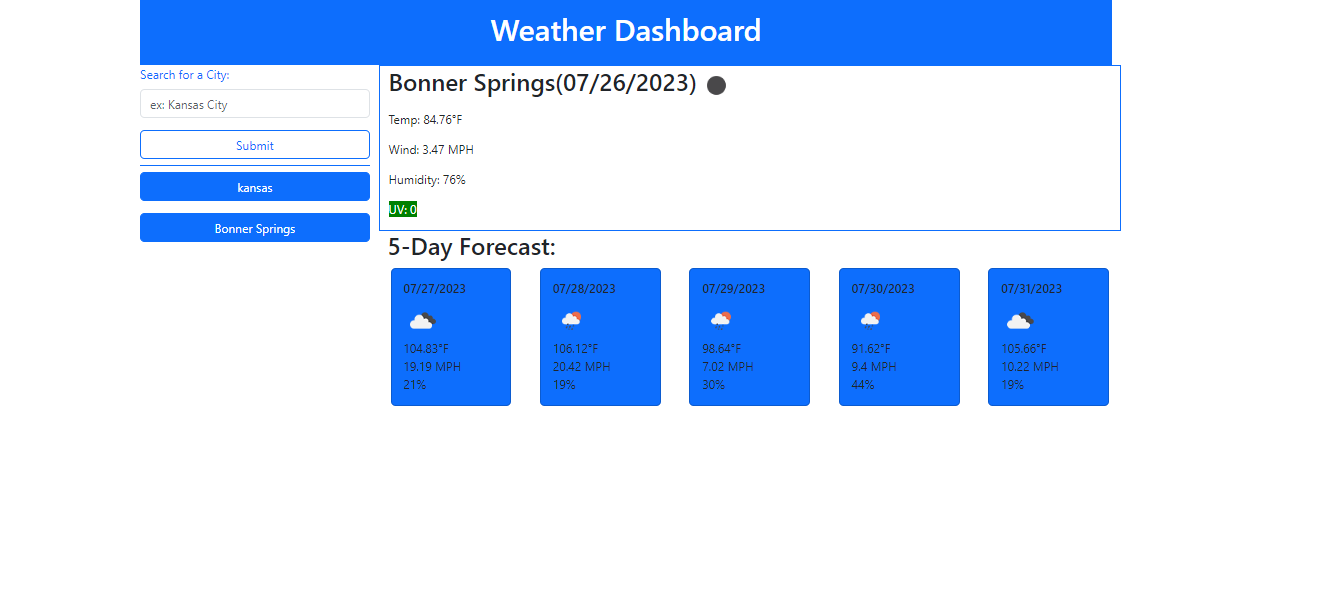 Weather Dashboard
Search for a City:
ex: Kansas City
Submit
kansas
Bonner Springs
Bonner Springs(07/26/2023)
Temp: 84.76°F
Wind: 3.47 MPH
Humidity: 76%
UV: 0
5-Day Forecast:
07/27/2023
104.83°F
19.19 MPH
21%
07/28/2023
106.12°F
20.42 MPH
19%
07/29/2023
98.64°F
7.02 MPH
30%
07/30/2023
91.62°F
9.4 MPH
44%
07/31/2023
105.66°F
10.22 MPH
19%